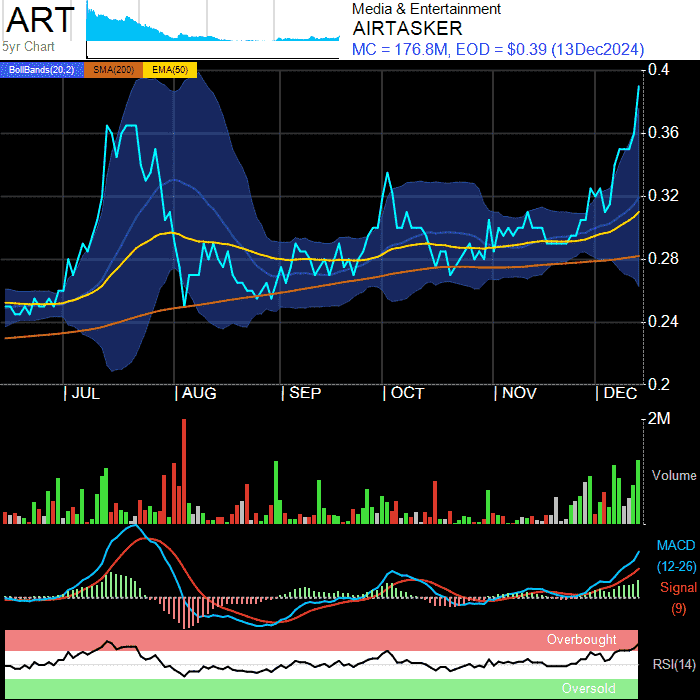 ART
5yr Chart
Media & Entertainment
AIRTASKER
MC = 176.8M, EOD = $0.39 (13Dec2024)
BollBands(20,2) SMA(200) EMA(50)
0.4
0.36
0.32
0.28
0.24
0.2
| JUL | AUG | SEP | OCT | NOV | DEC
2M
Volume
MACD
(12-26)
Signal
(9)
Overbought
RSI(14)
Oversold